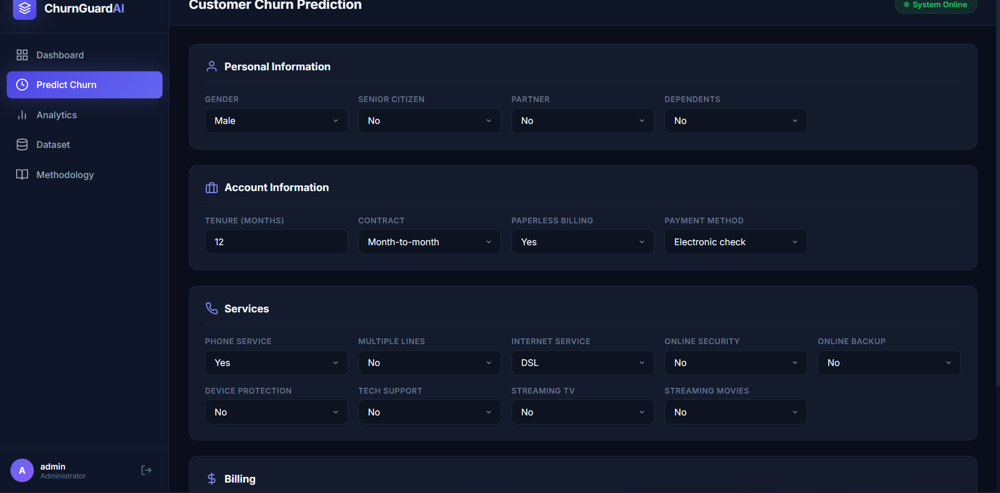 ChurnGuardAI
Customer Churn Prediction
System Online
Dashboard
Predict Churn
Analytics
Dataset
Methodology
Personal Information
GENDER SENIOR CITIZEN PARTNER DEPENDENTS
Male No No No
Account Information
TENURE (MONTHS) CONTRACT PAPERLESS BILLING PAYMENT METHOD
12 Month-to-month Yes Electronic check
Services
PHONE SERVICE MULTIPLE LINES INTERNET SERVICE ONLINE SECURITY ONLINE BACKUP
Yes No DSL No No
DEVICE PROTECTION TECH SUPPORT STREAMING TV STREAMING MOVIES
No No No No
Billing
A
admin
Administrator